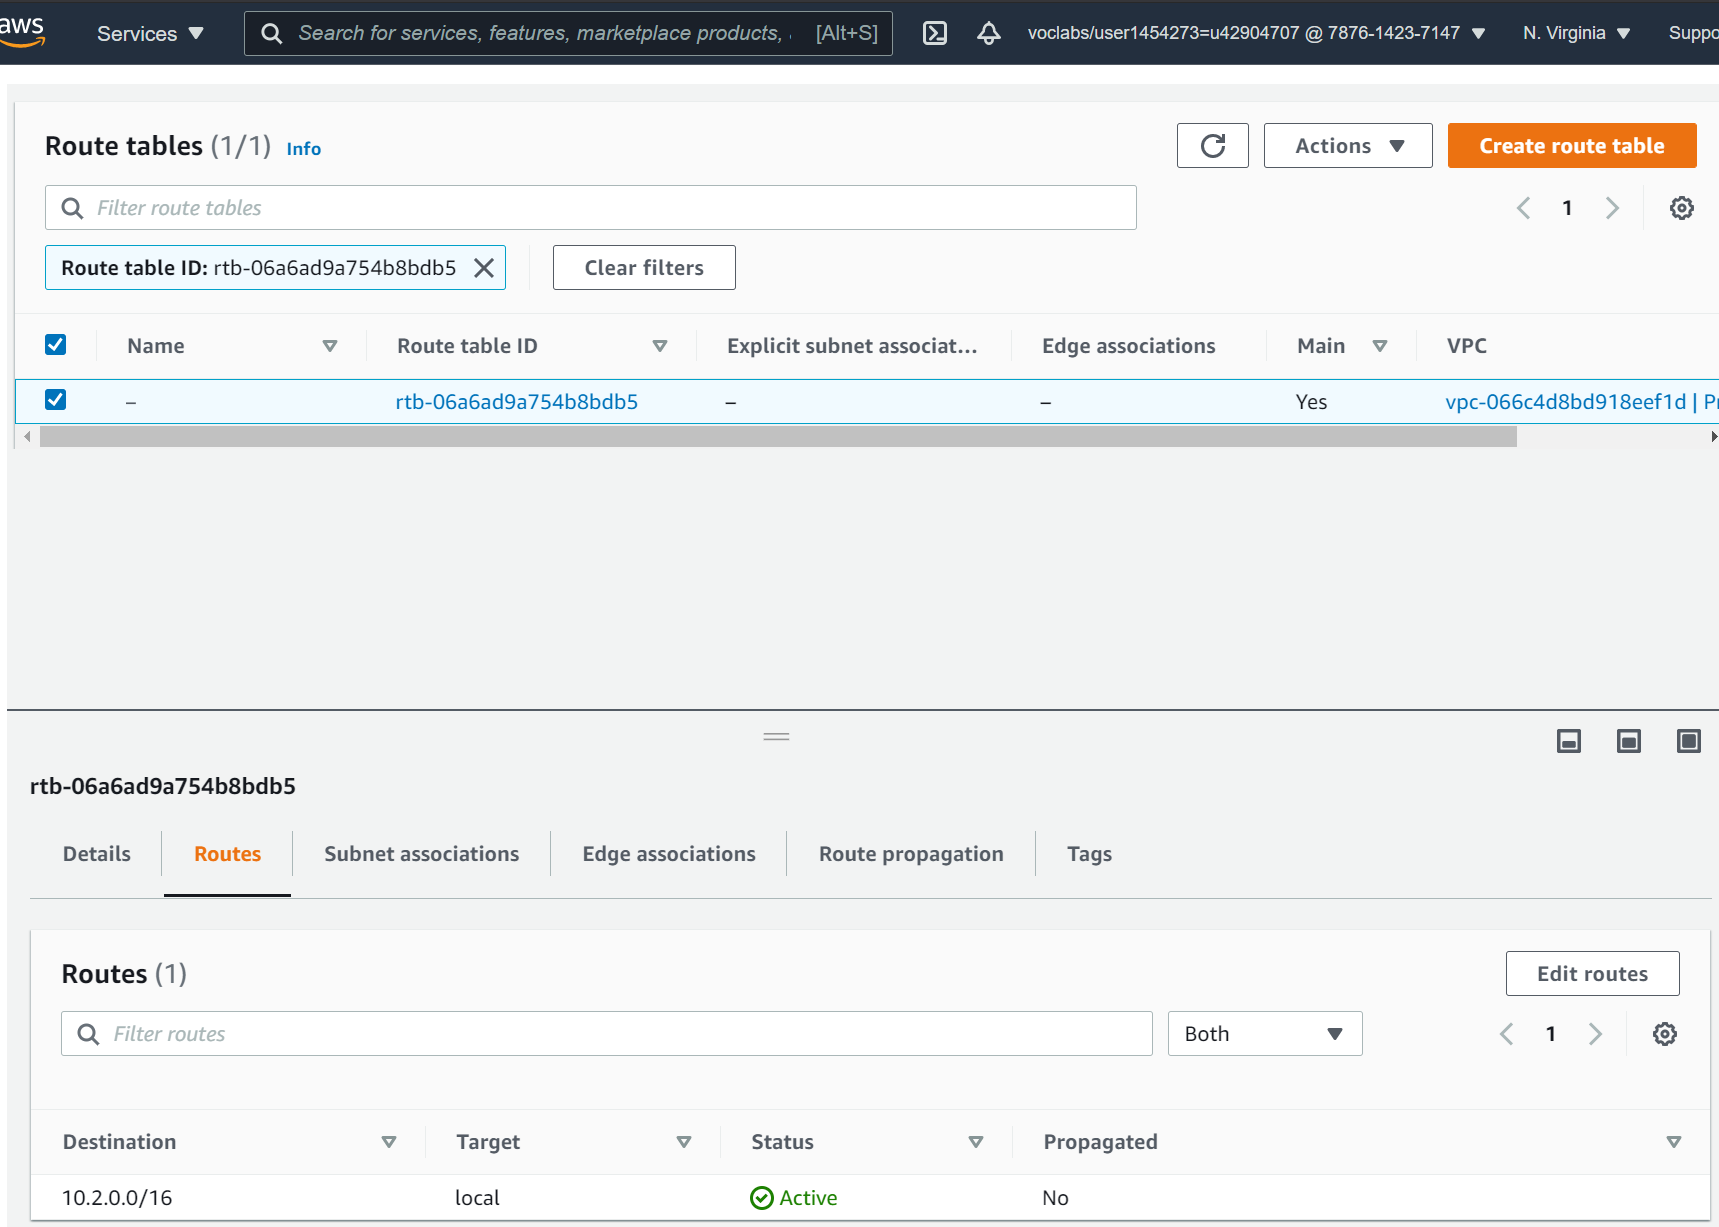 aws Services Search for services, features, marketplace products, [Alt+S] voclabs/user1454273=u42904707 @ 7876-1423-7147 N. Virginia Suppo
Route tables (1/1) Info Actions Create route table
Filter route tables 1
Route table ID: rtb-06a6ad9a754b8bdb5 Clear filters
Name Route table ID Explicit subnet associat... Edge associations Main VPC
– rtb-06a6ad9a754b8bdb5 – – Yes vpc-066c4d8bd918eef1d | Pr
rtb-06a6ad9a754b8bdb5
Details Routes Subnet associations Edge associations Route propagation Tags
Routes (1) Edit routes
Filter routes Both 1
Destination Target Status Propagated
10.2.0.0/16 local Active No